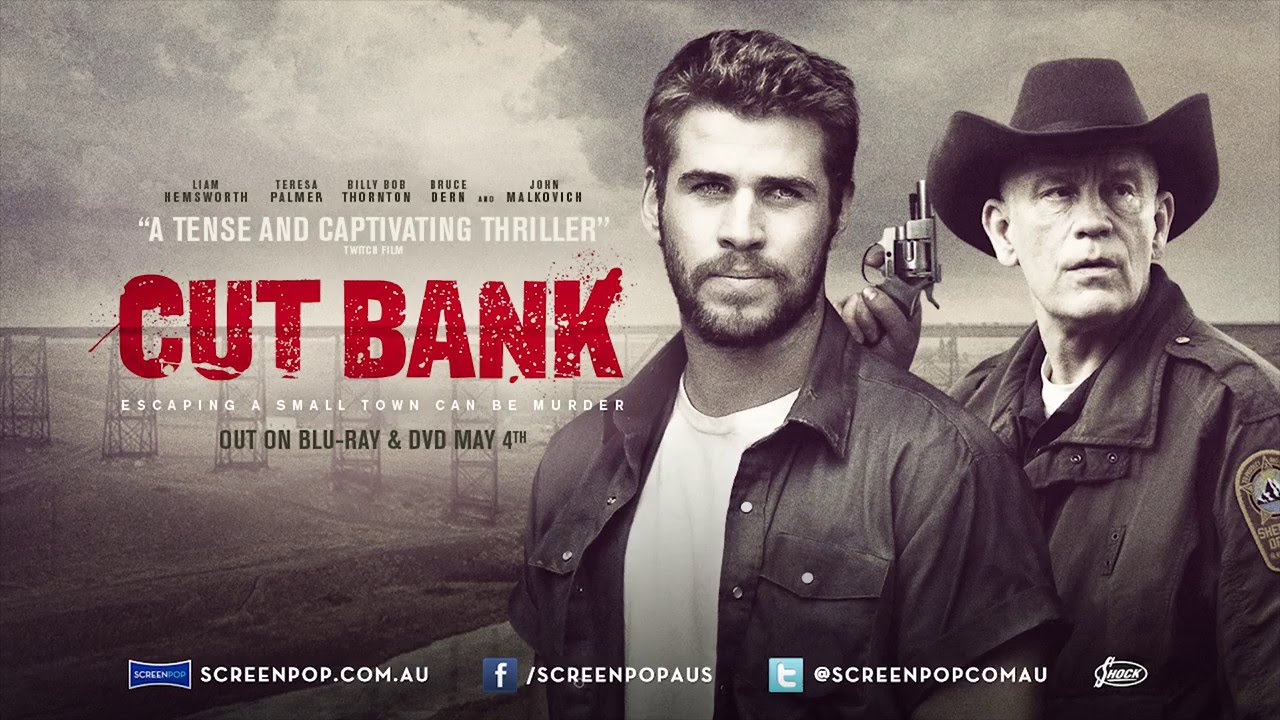 LIAM HEMSWORTH TERESA PALMER BILLY BOB THORNTON BRUCE DERN AND JOHN MALKOVICH
“A TENSE AND CAPTIVATING THRILLER”
TWITCH FILM
CUT BANK
ESCAPING A SMALL TOWN CAN BE MURDER
OUT ON BLU-RAY & DVD MAY 4TH
SCREENPOP SCREENPOP.COM.AU f /SCREENPOPAUS t @SCREENPOPCOMAU SHOCK